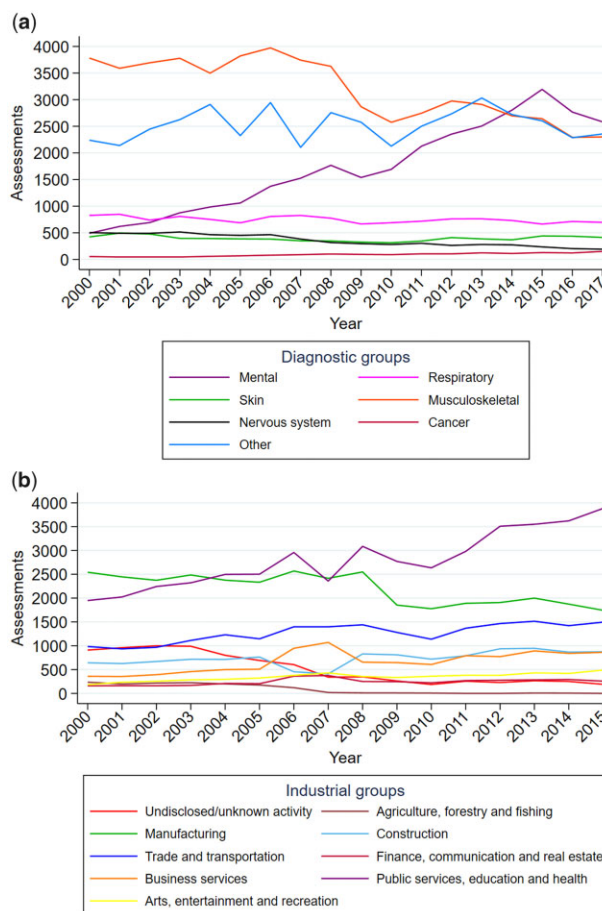 (a)
4000
3500
3000
2500
2000
1500
1000
500
0
Assessments
2000 2001 2002 2003 2004 2005 2006 2007 2008 2009 2010 2011 2012 2013 2014 2015 2016 2017
Year
Diagnostic groups
Mental Respiratory
Skin Musculoskeletal
Nervous system Cancer
Other
(b)
4000
3500
3000
2500
2000
1500
1000
500
0
Assessments
2000 2001 2002 2003 2004 2005 2006 2007 2008 2009 2010 2011 2012 2013 2014 2015
Year
Industrial groups
Undisclosed/unknown activity Agriculture, forestry and fishing
Manufacturing Construction
Trade and transportation Finance, communication and real estate
Business services Public services, education and health
Arts, entertainment and recreation